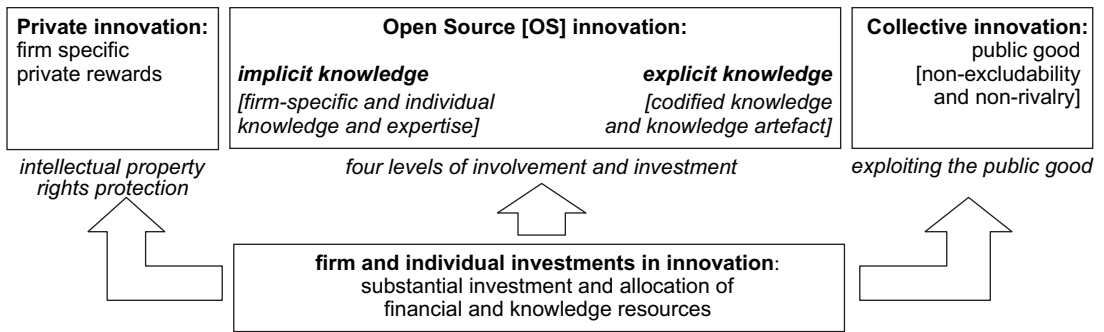 Private innovation:
firm specific
private rewards
intellectual property
rights protection
Open Source [OS] innovation:
implicit knowledge
[firm-specific and individual
knowledge and expertise]
explicit knowledge
[codified knowledge
and knowledge artefact]
four levels of involvement and investment
Collective innovation:
public good
[non-excludability
and non-rivalry]
exploiting the public good
firm and individual investments in innovation:
substantial investment and allocation of
financial and knowledge resources